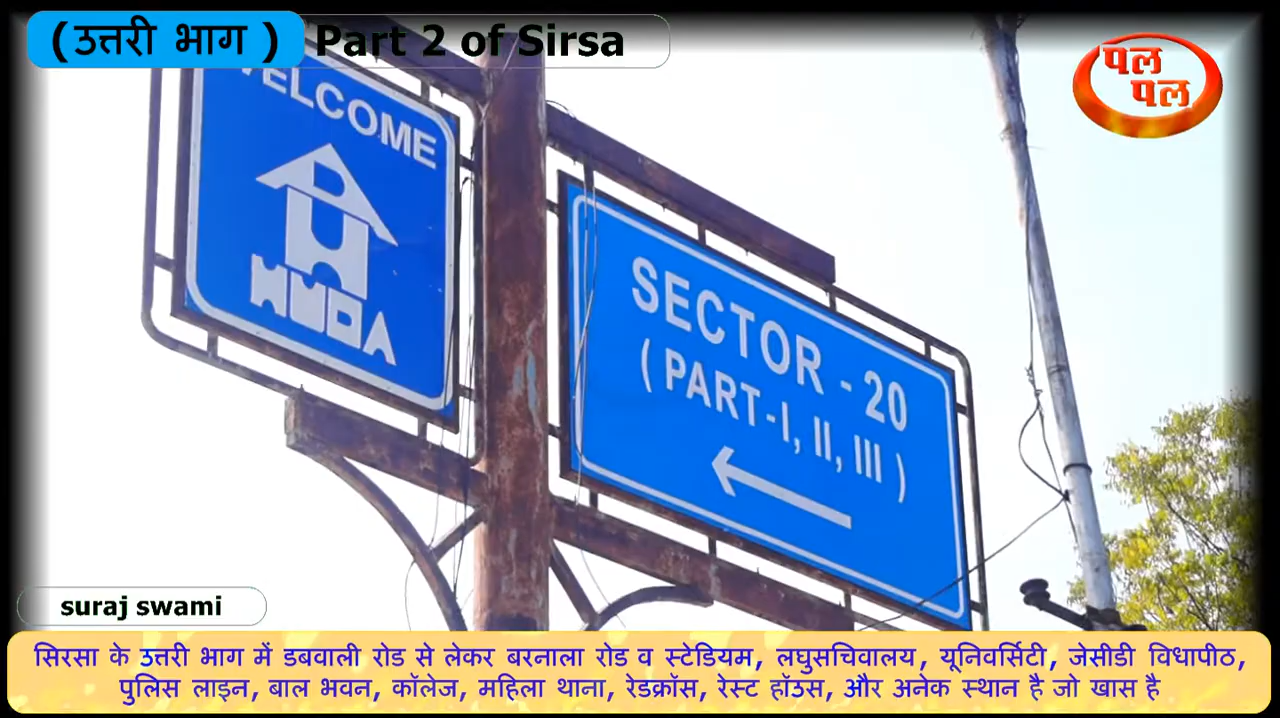 (उत्तरी भाग ) Part 2 of Sirsa
पल
पल
WELCOME
HUDA
SECTOR - 20
( PART-I, II, III )
suraj swami
सिरसा के उत्तरी भाग में डबवाली रोड से लेकर बरनाला रोड व स्टेडियम, लघुसचिवालय, यूनिवर्सिटी, जेसीडी विधापीठ,
पुलिस लाइन, बाल भवन, कॉलेज, महिला थाना, रेडक्रॉस, रेस्ट हॉउस, और अनेक स्थान है जो खास है